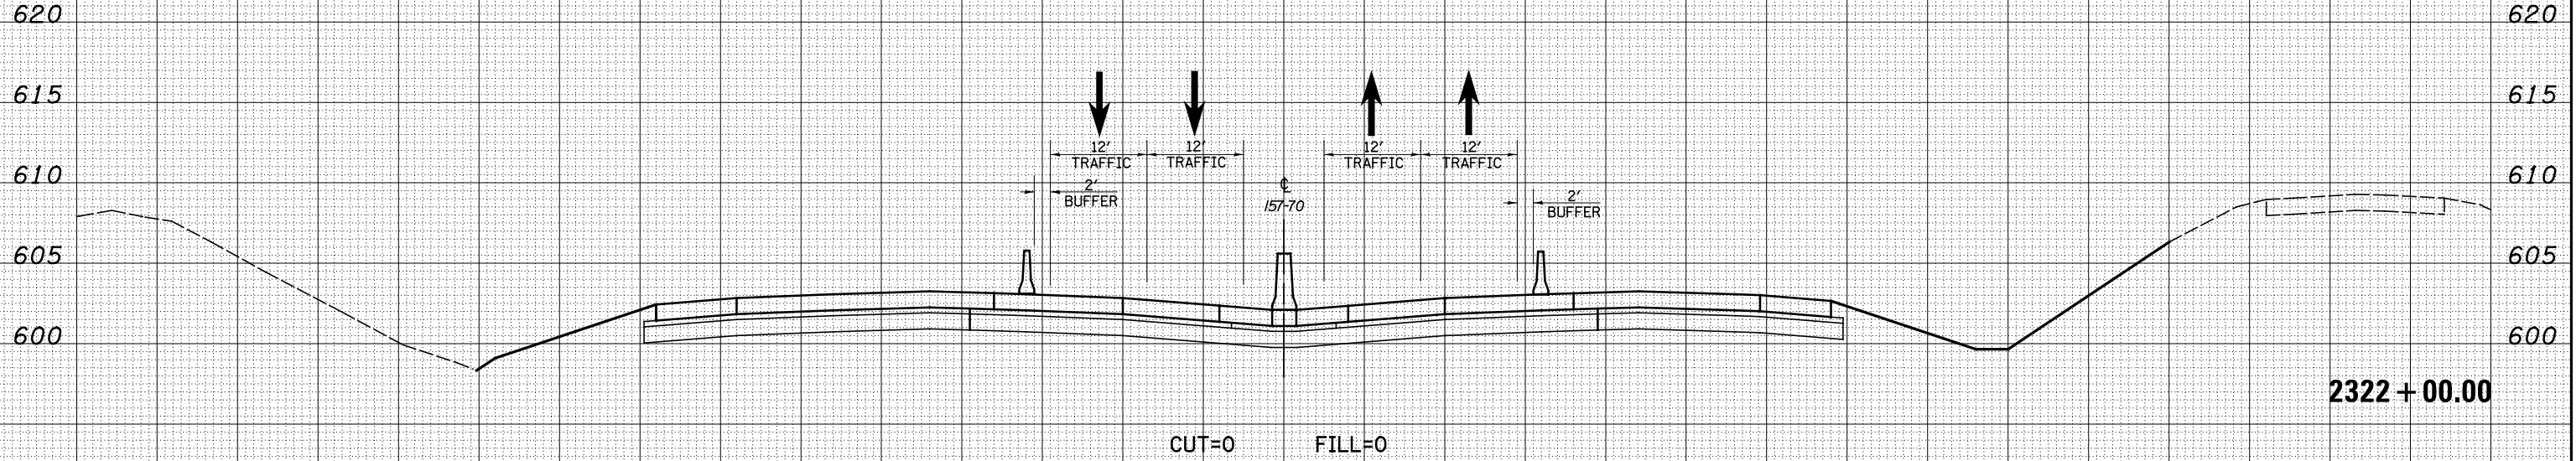 620 620
615 615
12' 12' 12' 12'
TRAFFIC TRAFFIC TRAFFIC TRAFFIC
610 610
2' ℄ 2'
BUFFER 157-70 BUFFER
605 605
600 600
2322 + 00.00
CUT=0 FILL=0